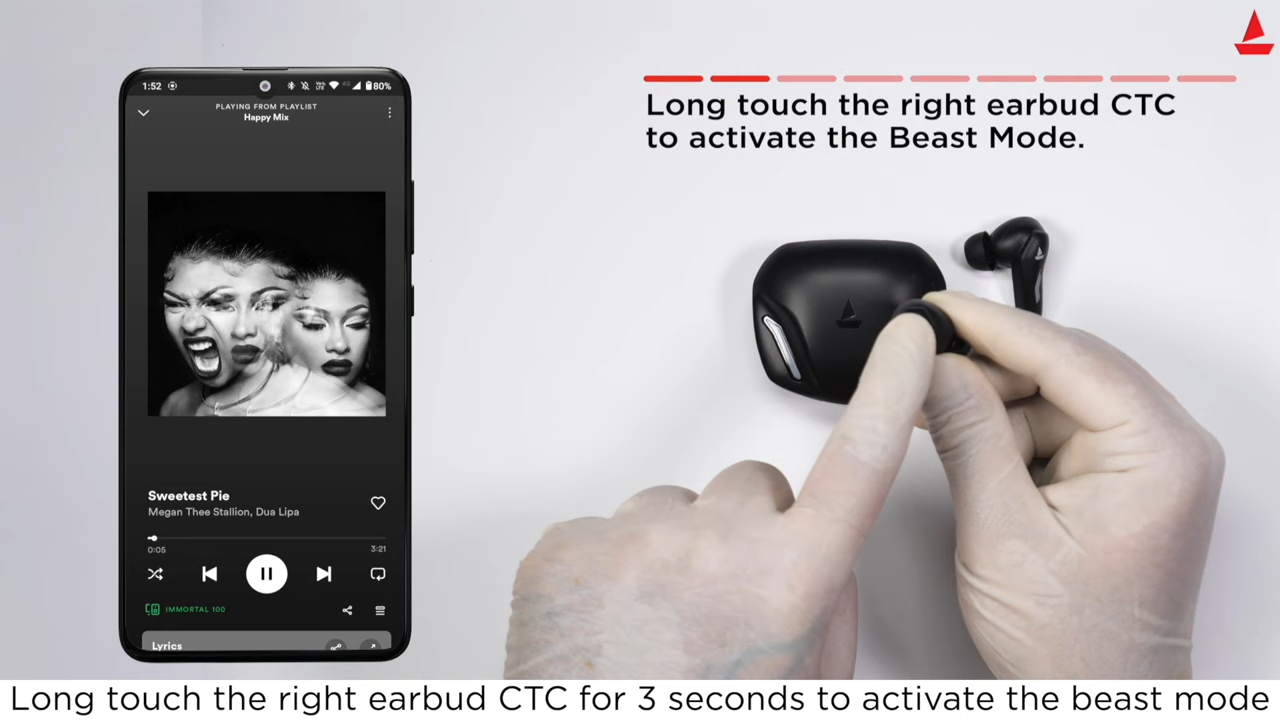 1:52
4G
80%
PLAYING FROM PLAYLIST
Happy Mix
Sweetest Pie
Megan Thee Stallion, Dua Lipa
0:05
3:21
IMMORTAL 100
Lyrics
Long touch the right earbud CTC
to activate the Beast Mode.
Long touch the right earbud CTC for 3 seconds to activate the beast mode